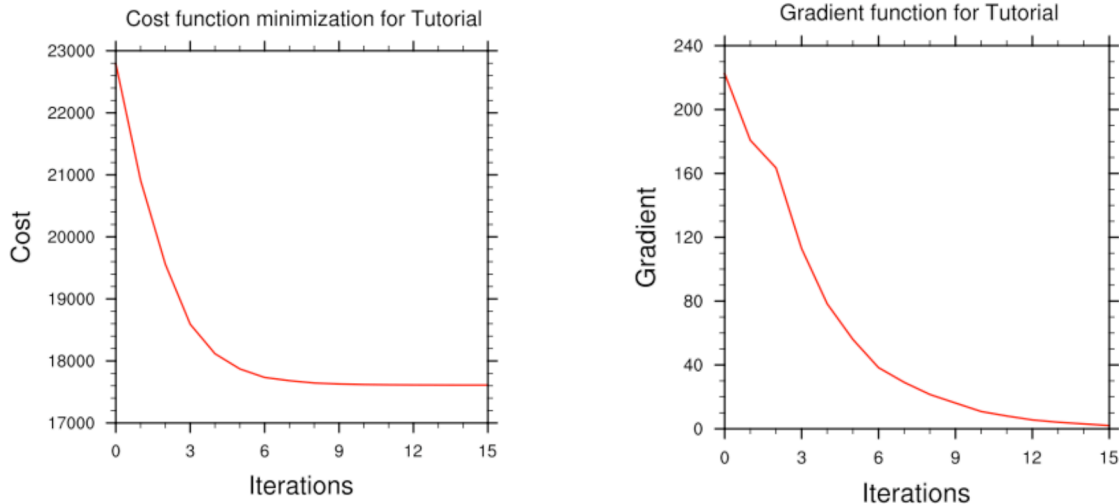 Cost function minimization for Tutorial
23000
22000
21000
20000
19000
18000
17000
Cost
0 3 6 9 12 15
Iterations
Gradient function for Tutorial
240
200
160
120
80
40
0
Gradient
0 3 6 9 12 15
Iterations